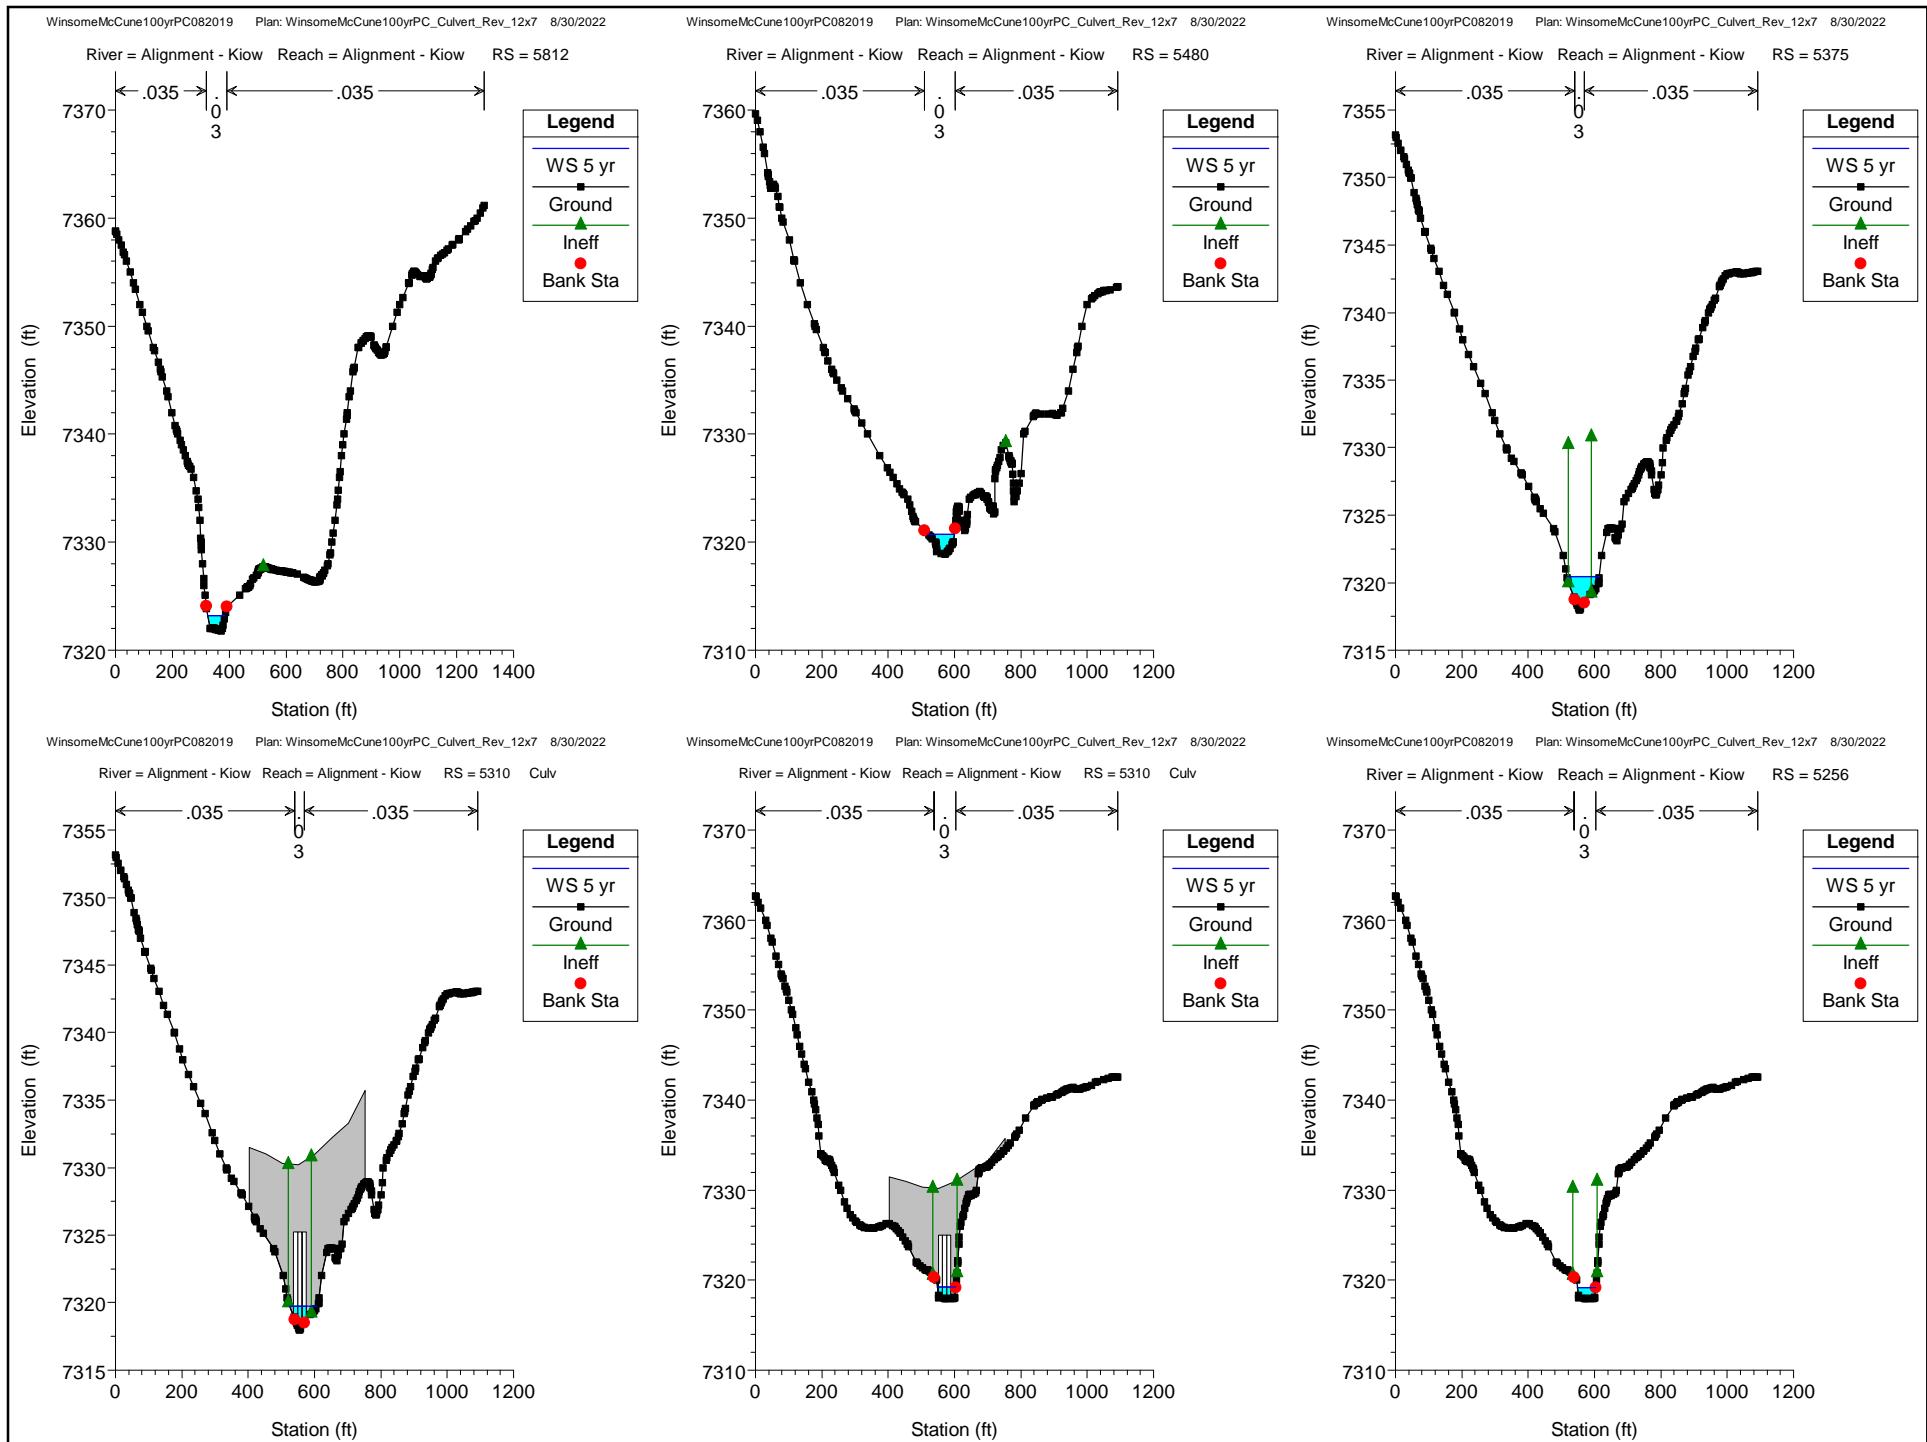 WinsomeMcCune100yrPC082019 Plan: WinsomeMcCune100yrPC_Culvert_Rev_12x7 8/30/2022
River = Alignment - Kiow Reach = Alignment - Kiow RS = 5812
.035
.03
.035
7370
7360
7350
7340
7330
7320
Elevation (ft)
0 200 400 600 800 1000 1200 1400
Station (ft)
Legend
WS 5 yr
Ground
Ineff
Bank Sta
WinsomeMcCune100yrPC082019 Plan: WinsomeMcCune100yrPC_Culvert_Rev_12x7 8/30/2022
River = Alignment - Kiow Reach = Alignment - Kiow RS = 5480
.035
.03
.035
7360
7350
7340
7330
7320
7310
Elevation (ft)
0 200 400 600 800 1000 1200
Station (ft)
Legend
WS 5 yr
Ground
Ineff
Bank Sta
WinsomeMcCune100yrPC082019 Plan: WinsomeMcCune100yrPC_Culvert_Rev_12x7 8/30/2022
River = Alignment - Kiow Reach = Alignment - Kiow RS = 5375
.035
.03
.035
7355
7350
7345
7340
7335
7330
7325
7320
7315
Elevation (ft)
0 200 400 600 800 1000 1200
Station (ft)
Legend
WS 5 yr
Ground
Ineff
Bank Sta
WinsomeMcCune100yrPC082019 Plan: WinsomeMcCune100yrPC_Culvert_Rev_12x7 8/30/2022
River = Alignment - Kiow Reach = Alignment - Kiow RS = 5310 Culv
.035
.03
.035
7355
7350
7345
7340
7335
7330
7325
7320
7315
Elevation (ft)
0 200 400 600 800 1000 1200
Station (ft)
Legend
WS 5 yr
Ground
Ineff
Bank Sta
WinsomeMcCune100yrPC082019 Plan: WinsomeMcCune100yrPC_Culvert_Rev_12x7 8/30/2022
River = Alignment - Kiow Reach = Alignment - Kiow RS = 5310 Culv
.035
.03
.035
7370
7360
7350
7340
7330
7320
7310
Elevation (ft)
0 200 400 600 800 1000 1200
Station (ft)
Legend
WS 5 yr
Ground
Ineff
Bank Sta
WinsomeMcCune100yrPC082019 Plan: WinsomeMcCune100yrPC_Culvert_Rev_12x7 8/30/2022
River = Alignment - Kiow Reach = Alignment - Kiow RS = 5256
.035
.03
.035
7370
7360
7350
7340
7330
7320
7310
Elevation (ft)
0 200 400 600 800 1000 1200
Station (ft)
Legend
WS 5 yr
Ground
Ineff
Bank Sta